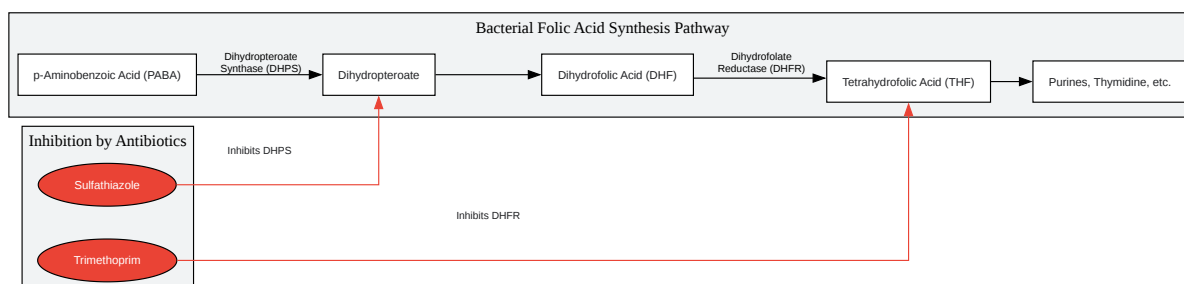 Bacterial Folic Acid Synthesis Pathway
p-Aminobenzoic Acid (PABA)
Dihydropteroate
Synthase (DHPS)
Dihydropteroate
Dihydrofolic Acid (DHF)
Dihydrofolate
Reductase (DHFR)
Tetrahydrofolic Acid (THF)
Purines, Thymidine, etc.
Inhibition by Antibiotics
Inhibits DHPS
Sulfathiazole
Inhibits DHFR
Trimethoprim